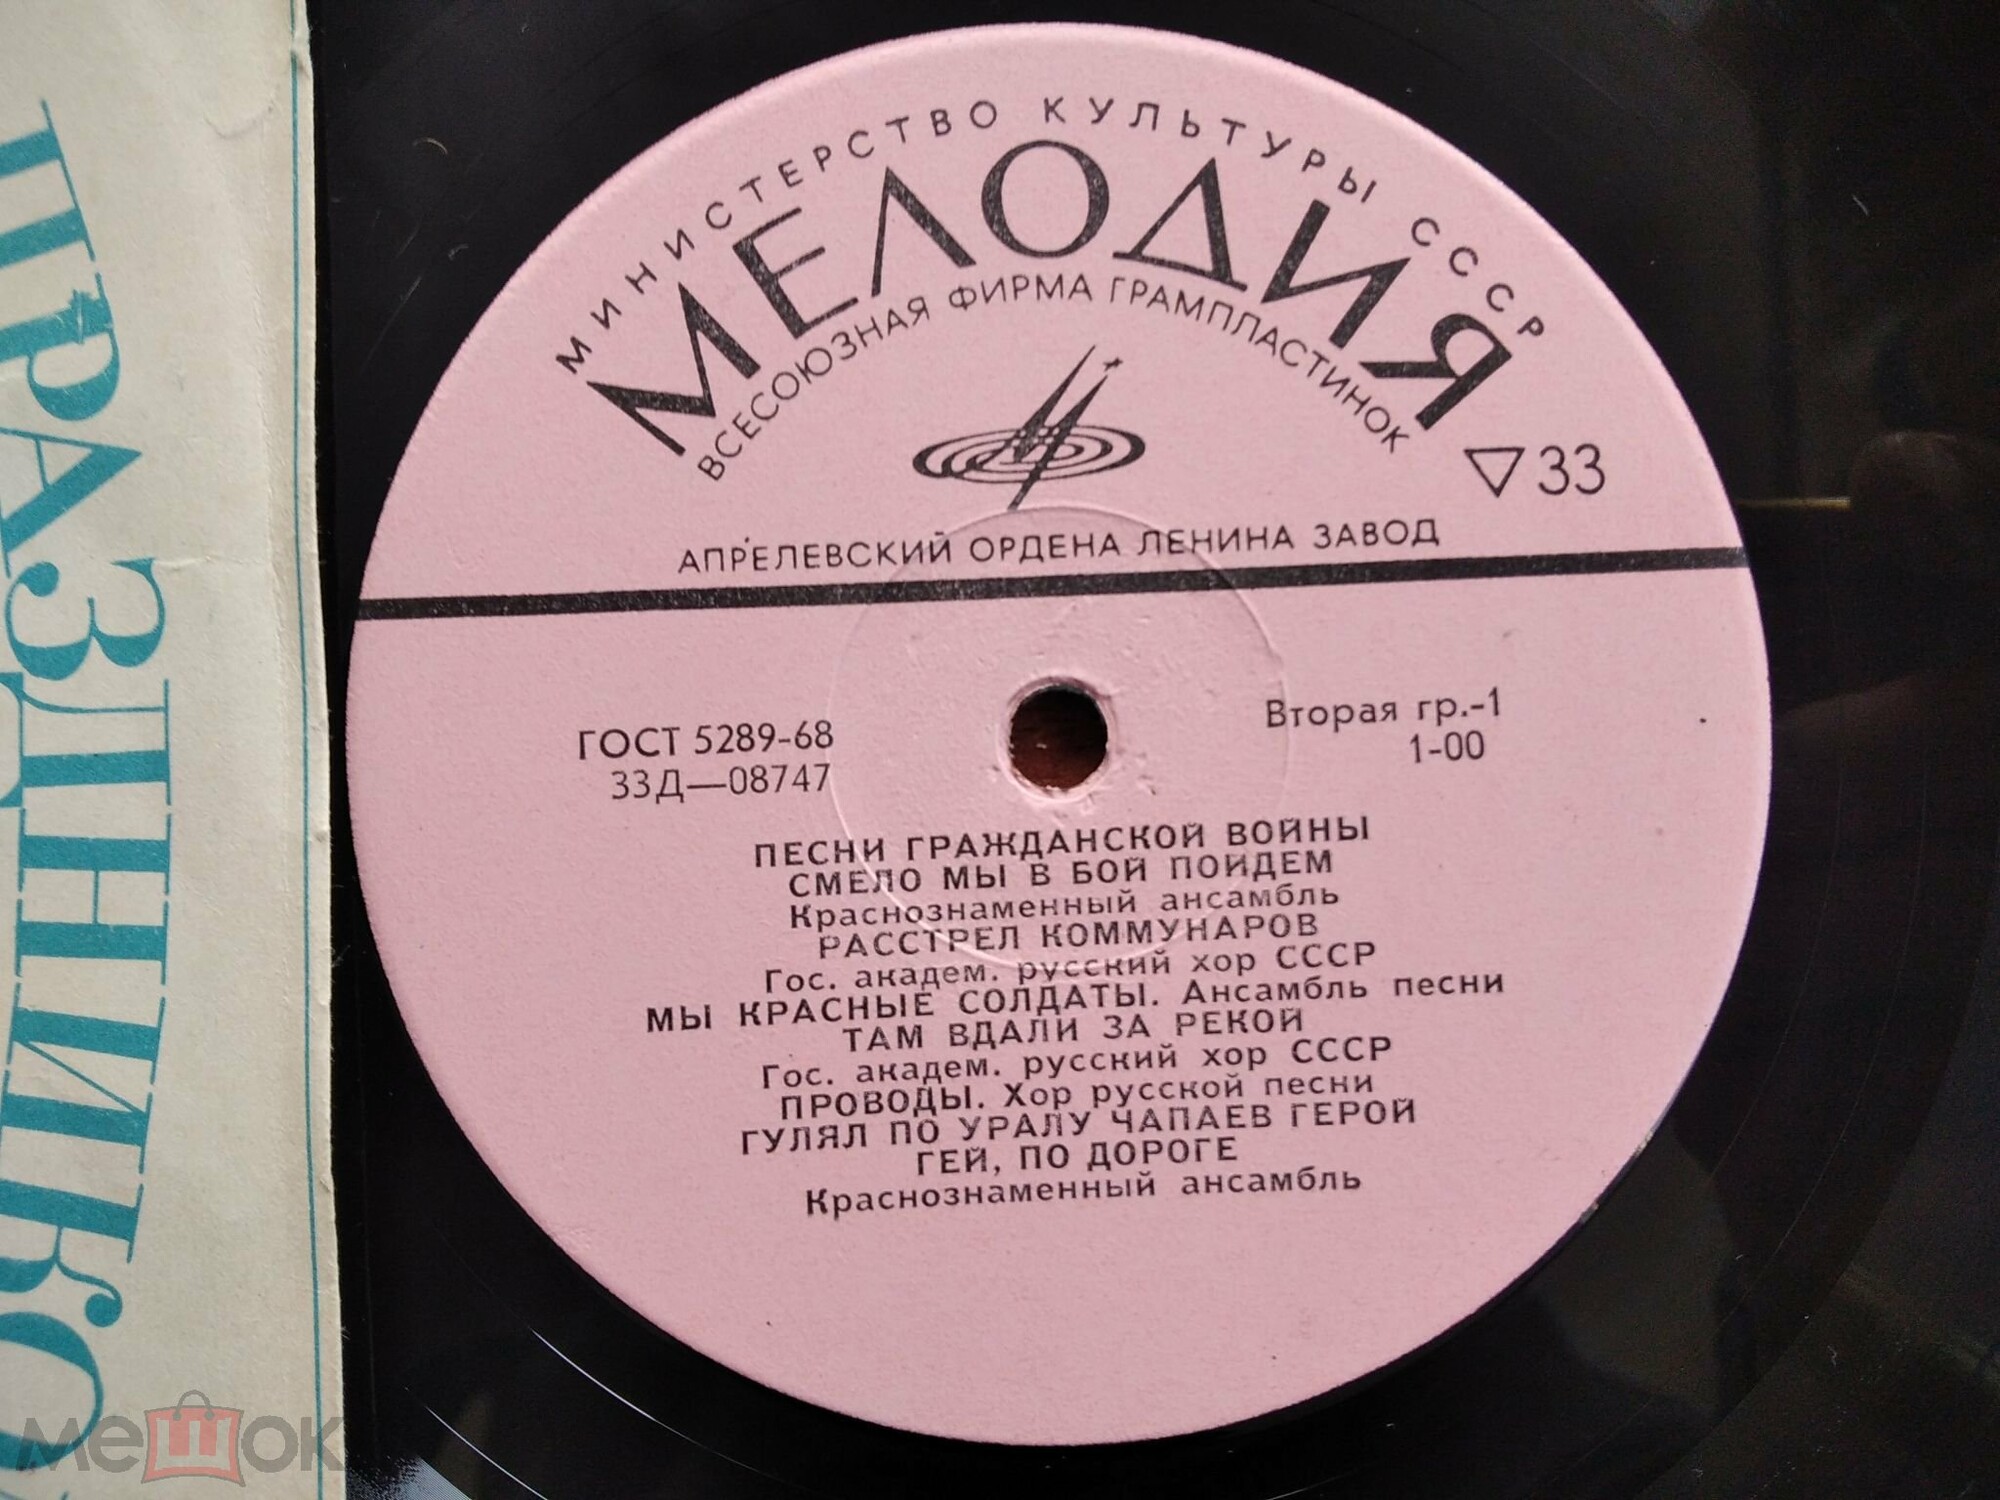 МИНИСТЕРСТВО КУЛЬТУРЫ СССР
МЕЛОДИЯ
ВСЕСОЮЗНАЯ ФИРМА ГРАМПЛАСТИНОК
▽33
АПРЕЛЕВСКИЙ ОРДЕНА ЛЕНИНА ЗАВОД
ГОСТ 5289-68
33Д—08747
Вторая гр.-1
1-00
ПЕСНИ ГРАЖДАНСКОЙ ВОЙНЫ
СМЕЛО МЫ В БОЙ ПОЙДЕМ
Краснознаменный ансамбль
РАССТРЕЛ КОММУНАРОВ
Гос. академ. русский хор СССР
МЫ КРАСНЫЕ СОЛДАТЫ. Ансамбль песни
ТАМ ВДАЛИ ЗА РЕКОЙ
Гос. академ. русский хор СССР
ПРОВОДЫ. Хор русской песни
ГУЛЯЛ ПО УРАЛУ ЧАПАЕВ ГЕРОЙ
ГЕЙ, ПО ДОРОГЕ
Краснознаменный ансамбль
мешок